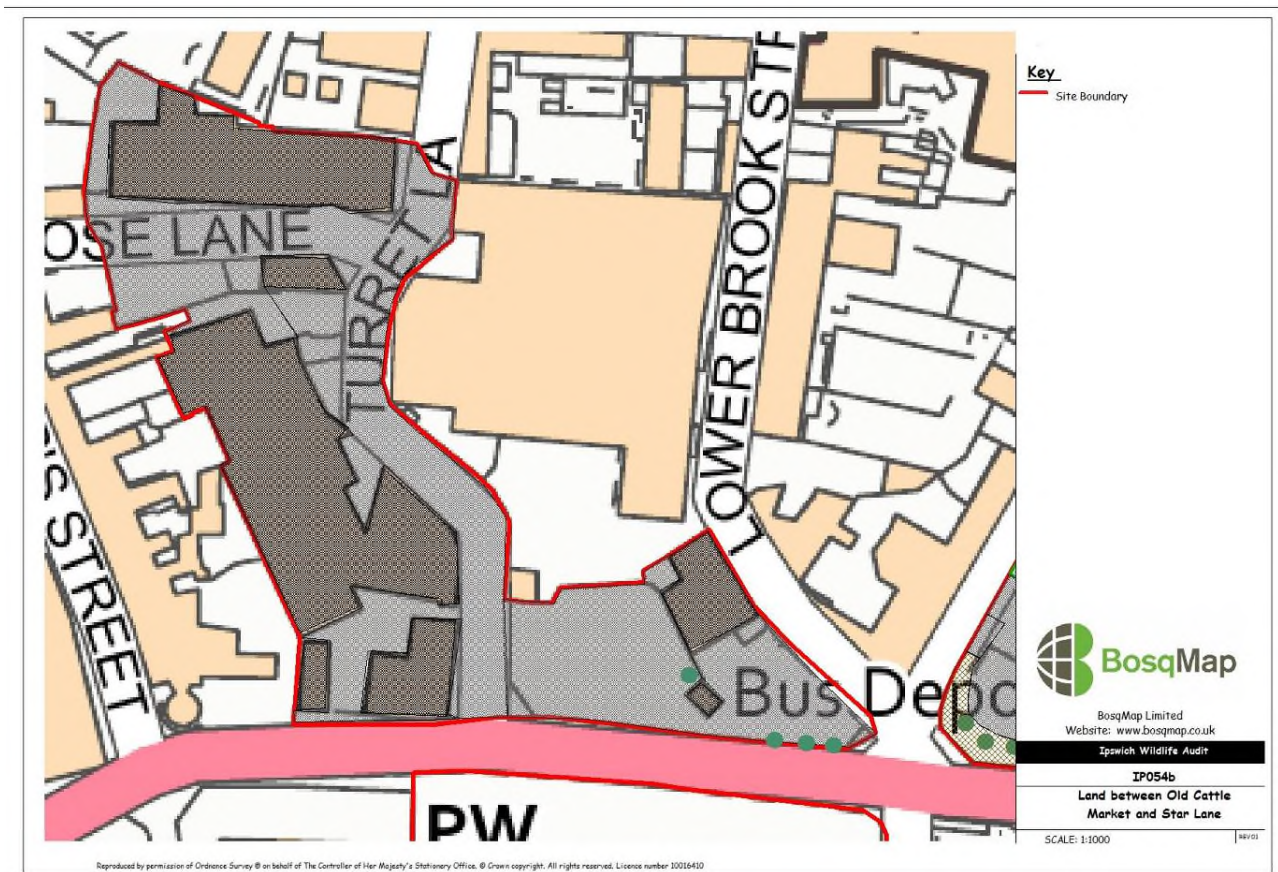 Key
Site Boundary
OSE LANE
TURRET LA
LOWER BROOK STR
'S STREET
Bus Depo
PW
BosqMap
BosqMap Limited
Website: www.bosqmap.co.uk
Ipswich Wildlife Audit
IP054b
Land between Old Cattle
Market and Star Lane
SCALE: 1:1000
REV01
Reproduced by permission of Ordnance Survey ® on behalf of The Controller of Her Majesty's Stationery Office. © Crown copyright. All rights reserved. Licence number 10016410